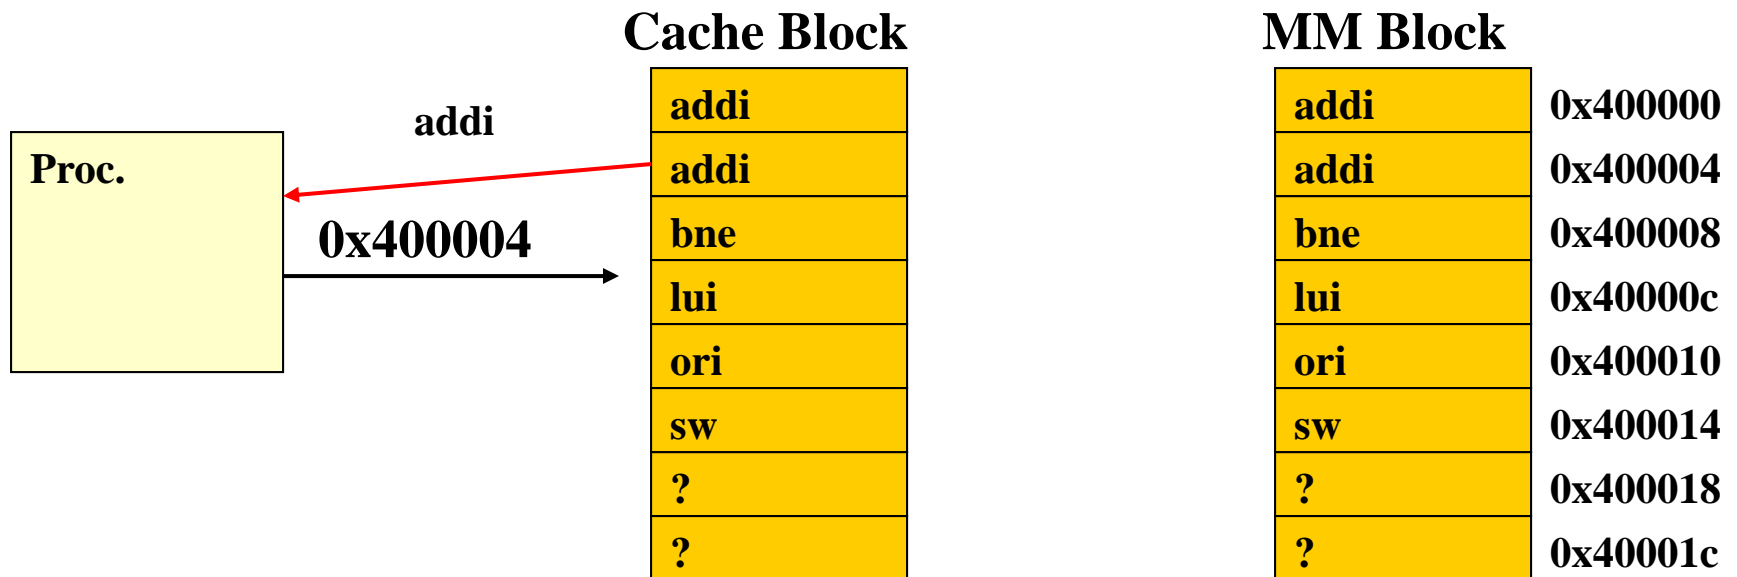 Cache Block
MM Block
addi
Proc.
0x400004
addi
addi
bne
lui
ori
sw
?
?
addi 0x400000
addi 0x400004
bne 0x400008
lui 0x40000c
ori 0x400010
sw 0x400014
? 0x400018
? 0x40001c